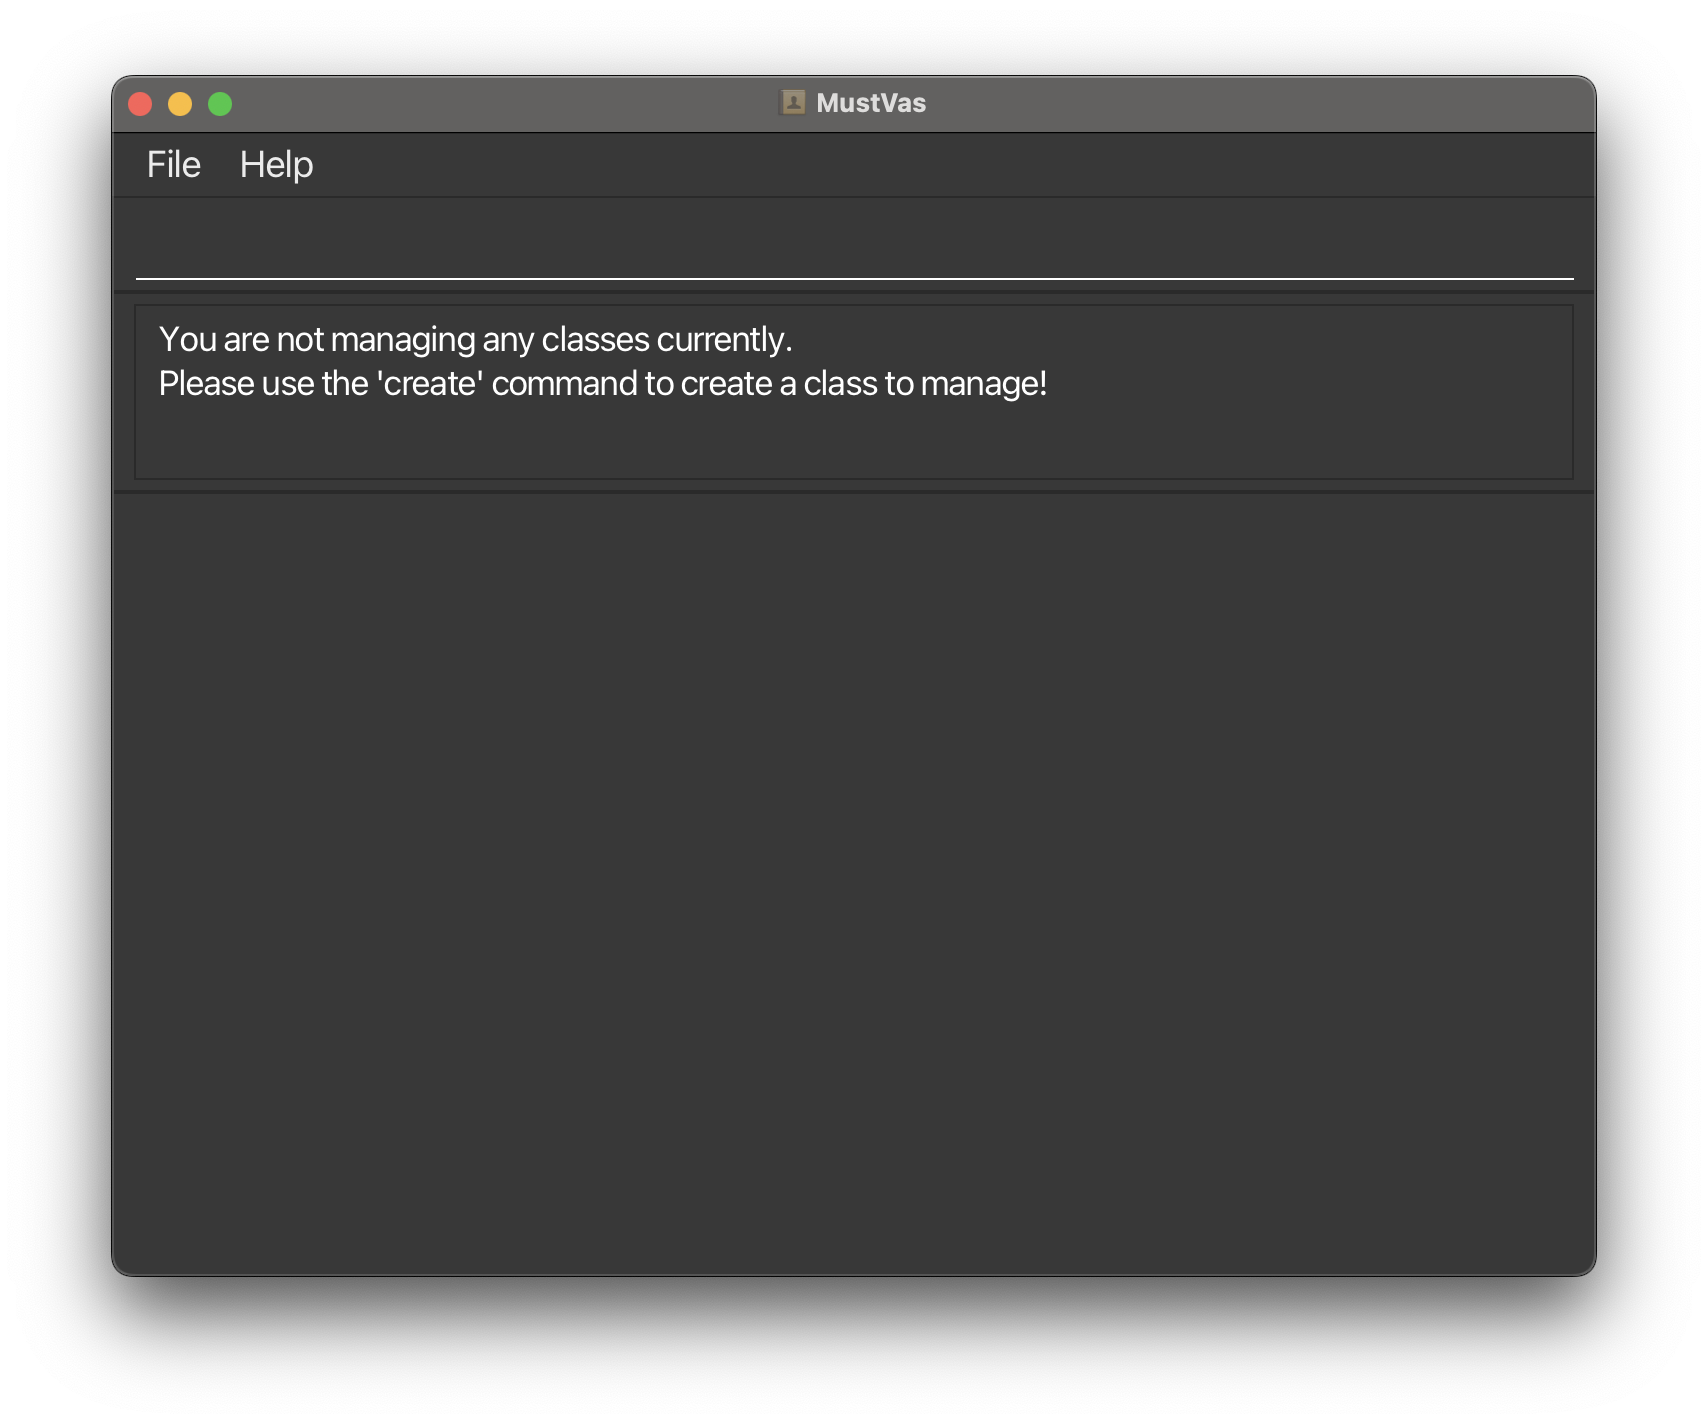 MustVas
File Help
You are not managing any classes currently.
Please use the 'create' command to create a class to manage!